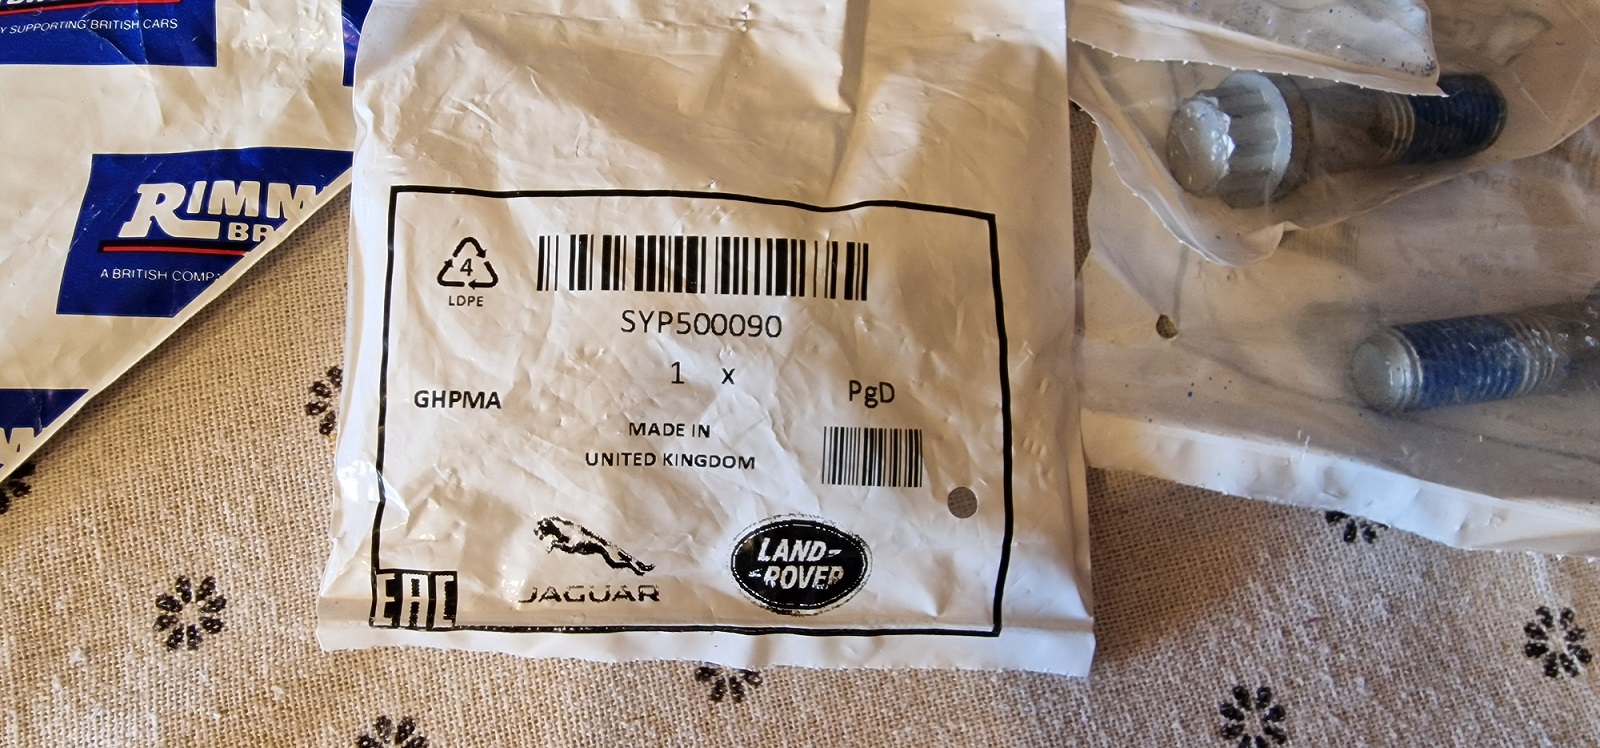 Y SUPPORTING BRITISH CARS
RIMM
BR
A BRITISH COMPA
4
LDPE
SYP500090
1 x
GHPMA
PgD
MADE IN
UNITED KINGDOM
EAC
JAGUAR
LAND-
-ROVER